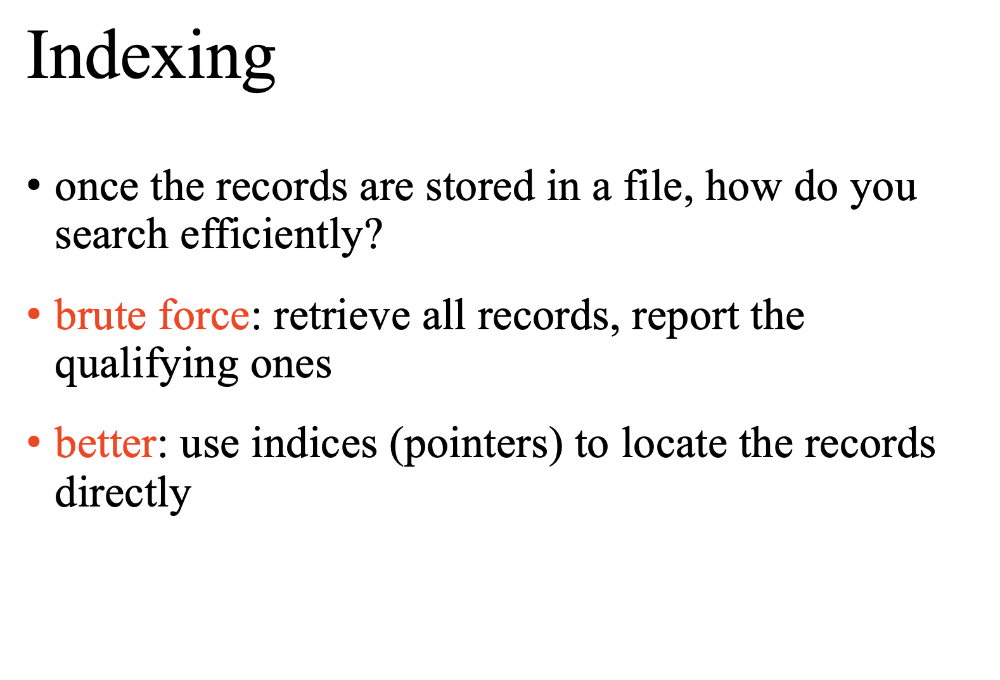 Indexing
• once the records are stored in a file, how do you
search efficiently?
• brute force: retrieve all records, report the
qualifying ones
• better: use indices (pointers) to locate the records
directly